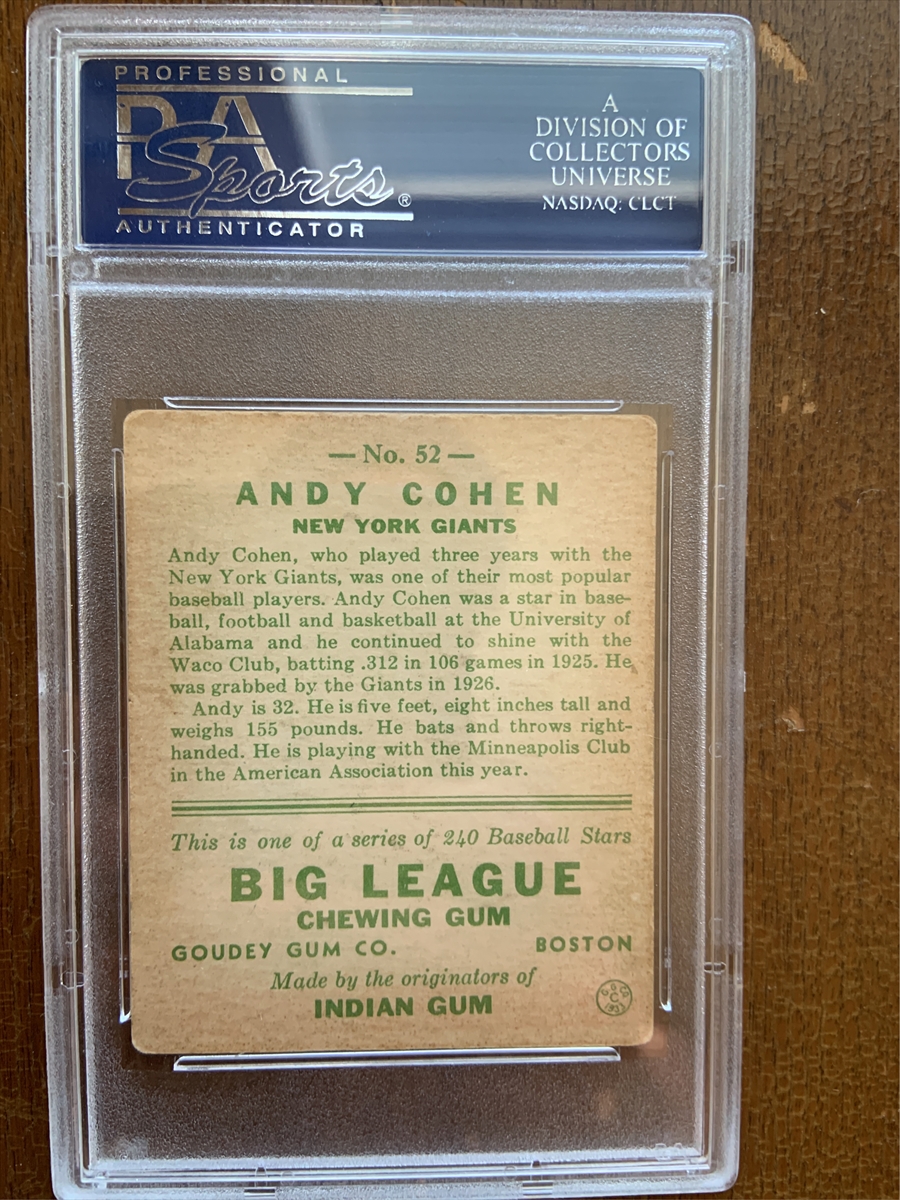 PROFESSIONAL
PSA
Sports®
AUTHENTICATOR
A
DIVISION OF
COLLECTORS
UNIVERSE
NASDAQ: CLCT
— No. 52 —
ANDY COHEN
NEW YORK GIANTS
Andy Cohen, who played three years with the
New York Giants, was one of their most popular
baseball players. Andy Cohen was a star in base-
ball, football and basketball at the University of
Alabama and he continued to shine with the
Waco Club, batting .312 in 106 games in 1925. He
was grabbed by the Giants in 1926.
Andy is 32. He is five feet, eight inches tall and
weighs 155 pounds. He bats and throws right-
handed. He is playing with the Minneapolis Club
in the American Association this year.
This is one of a series of 240 Baseball Stars
BIG LEAGUE
CHEWING GUM
GOUDEY GUM CO. BOSTON
Made by the originators of
INDIAN GUM